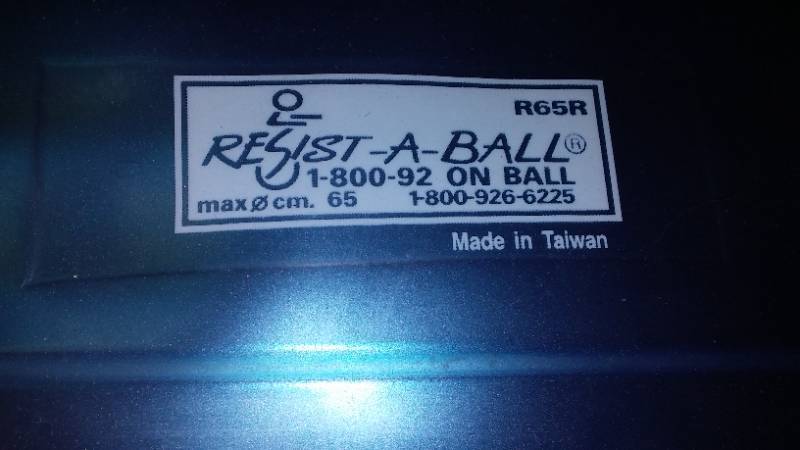 R65R
RESIST-A-BALL®
1-800-92 ON BALL
max ø cm. 65 1-800-926-6225
Made in Taiwan